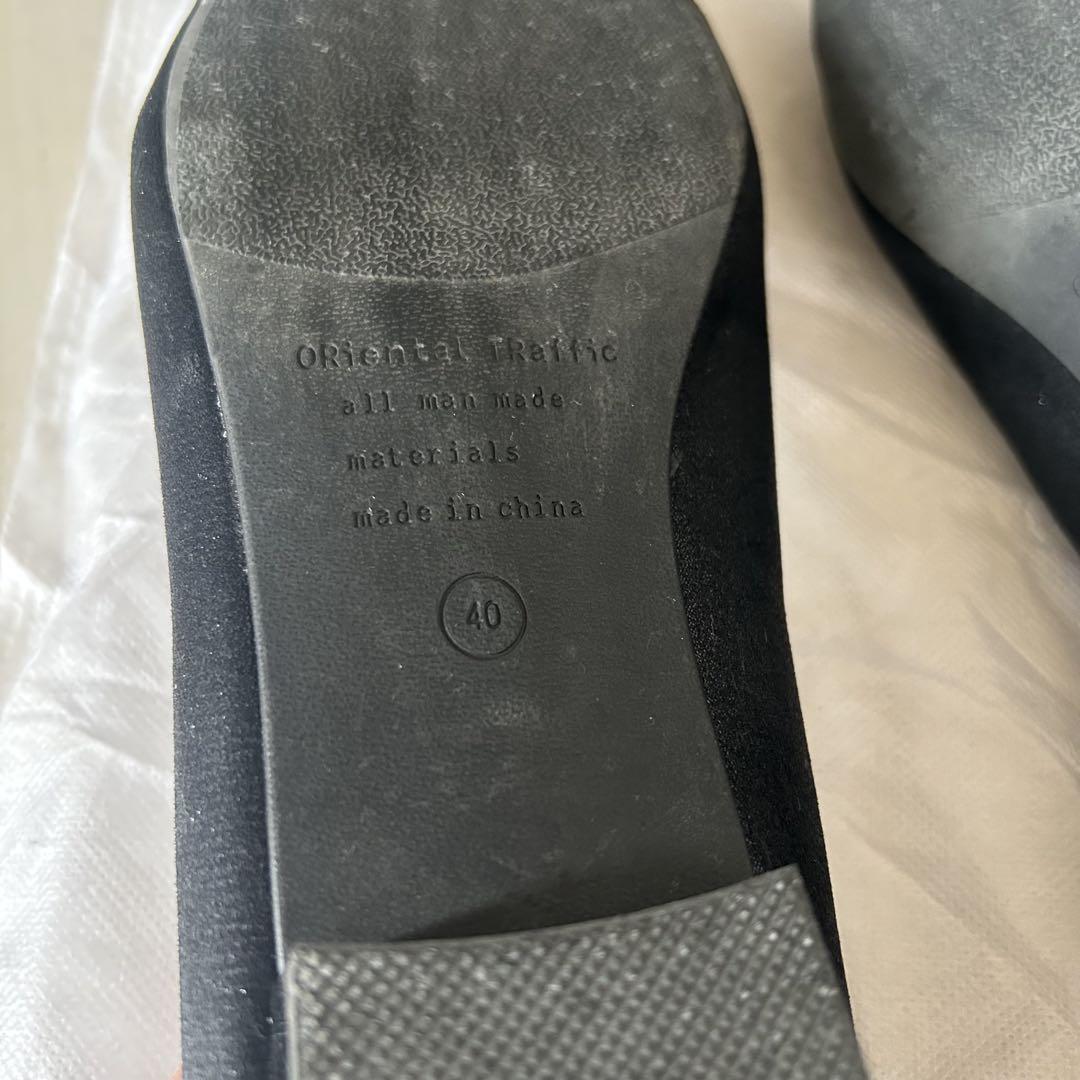 ORiental TRaffic
all man made
materials
made in china
40